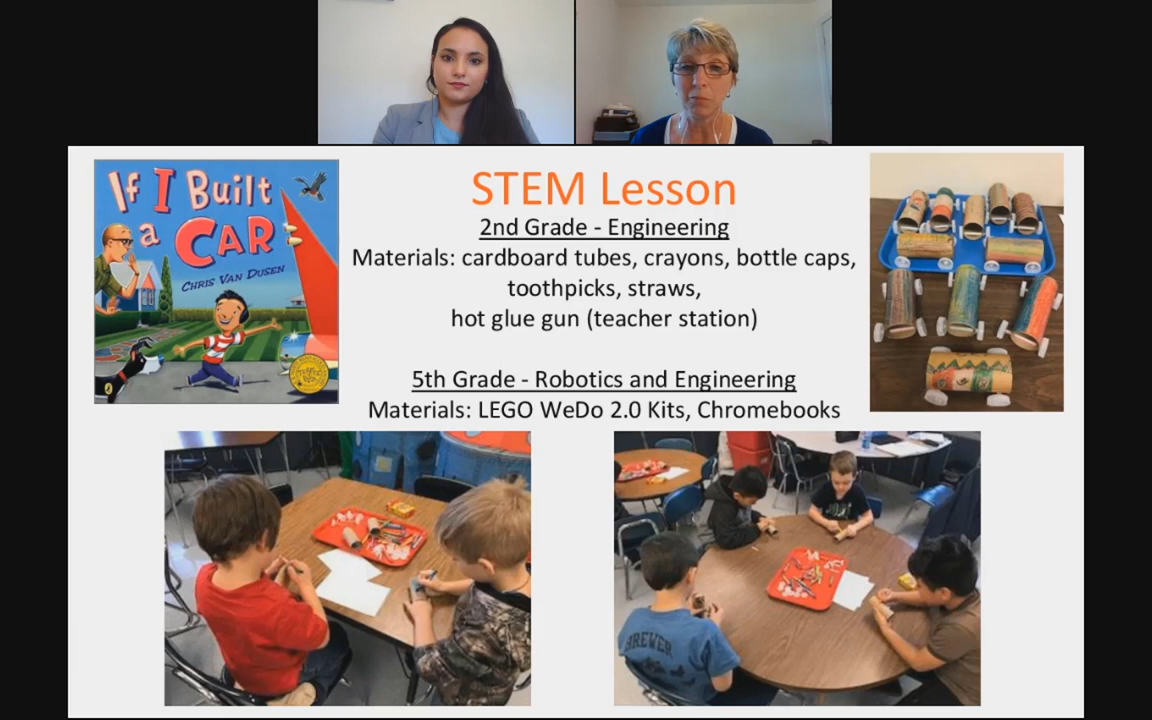 If I Built
a CAR
CHRIS VAN DUSEN
STEM Lesson
2nd Grade - Engineering
Materials: cardboard tubes, crayons, bottle caps,
toothpicks, straws,
hot glue gun (teacher station)
5th Grade - Robotics and Engineering
Materials: LEGO WeDo 2.0 Kits, Chromebooks
BREWER